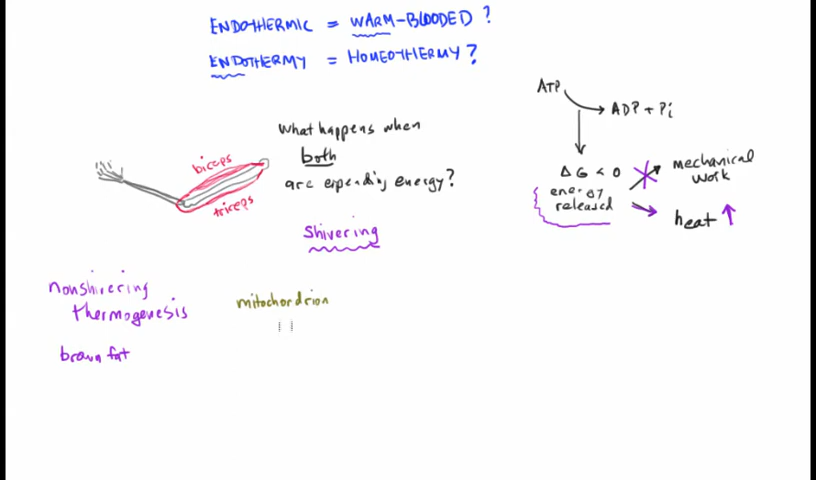 ENDOTHERMIC = WARM-BLOODED ?
ENDOTHERMY = HOMEOTHERMY ?
ATP
ADP + Pi
What happens when
both
are expending energy?
biceps
triceps
ΔG < 0
energy
released
mechanical
work
heat ↑
Shivering
nonshivering
thermogenesis
mitochordrion
brown fat